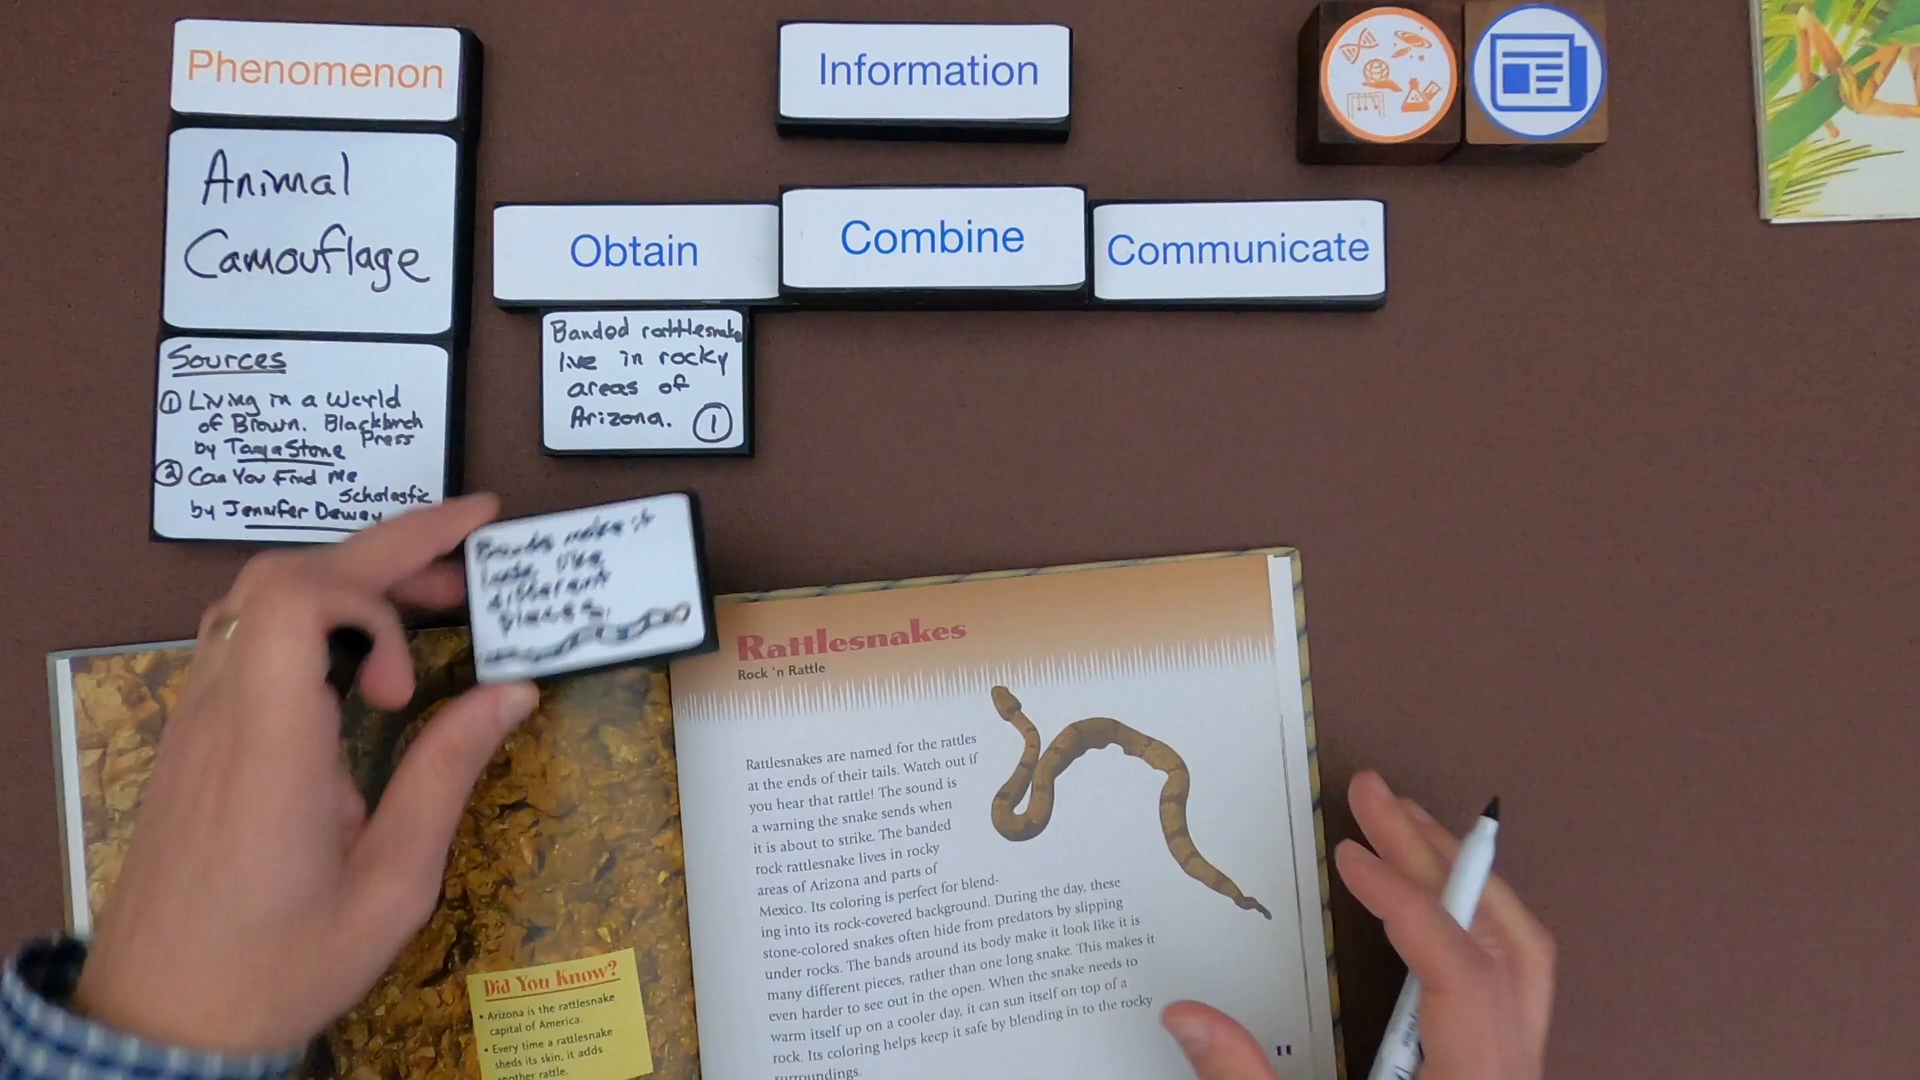 Phenomenon
Animal
Camouflage
Sources
① Living in a World
of Brown. Blackbirch
Press
by Tanya Stone
② Can You Find Me
Scholastic
by Jennifer Dewey
Information
Obtain
Combine
Communicate
Banded rattlesnake
live in rocky
areas of
Arizona. ①
Bands make it
look like
different
pieces.
Rattlesnakes
Rock 'n Rattle
Rattlesnakes are named for the rattles
at the ends of their tails. Watch out if
you hear that rattle! The sound is
a warning the snake sends when
it is about to strike. The banded
rock rattlesnake lives in rocky
areas of Arizona and parts of
Mexico. Its coloring is perfect for blend-
ing into its rock-covered background. During the day, these
stone-colored snakes often hide from predators by slipping
under rocks. The bands around its body make it look like it is
many different pieces, rather than one long snake. This makes it
even harder to see out in the open. When the snake needs to
warm itself up on a cooler day, it can sun itself on top of a
rock. Its coloring helps keep it safe by blending in to the rocky
surroundings.
11
Did You Know?
• Arizona is the rattlesnake
capital of America.
• Every time a rattlesnake
sheds its skin, it adds
another rattle.